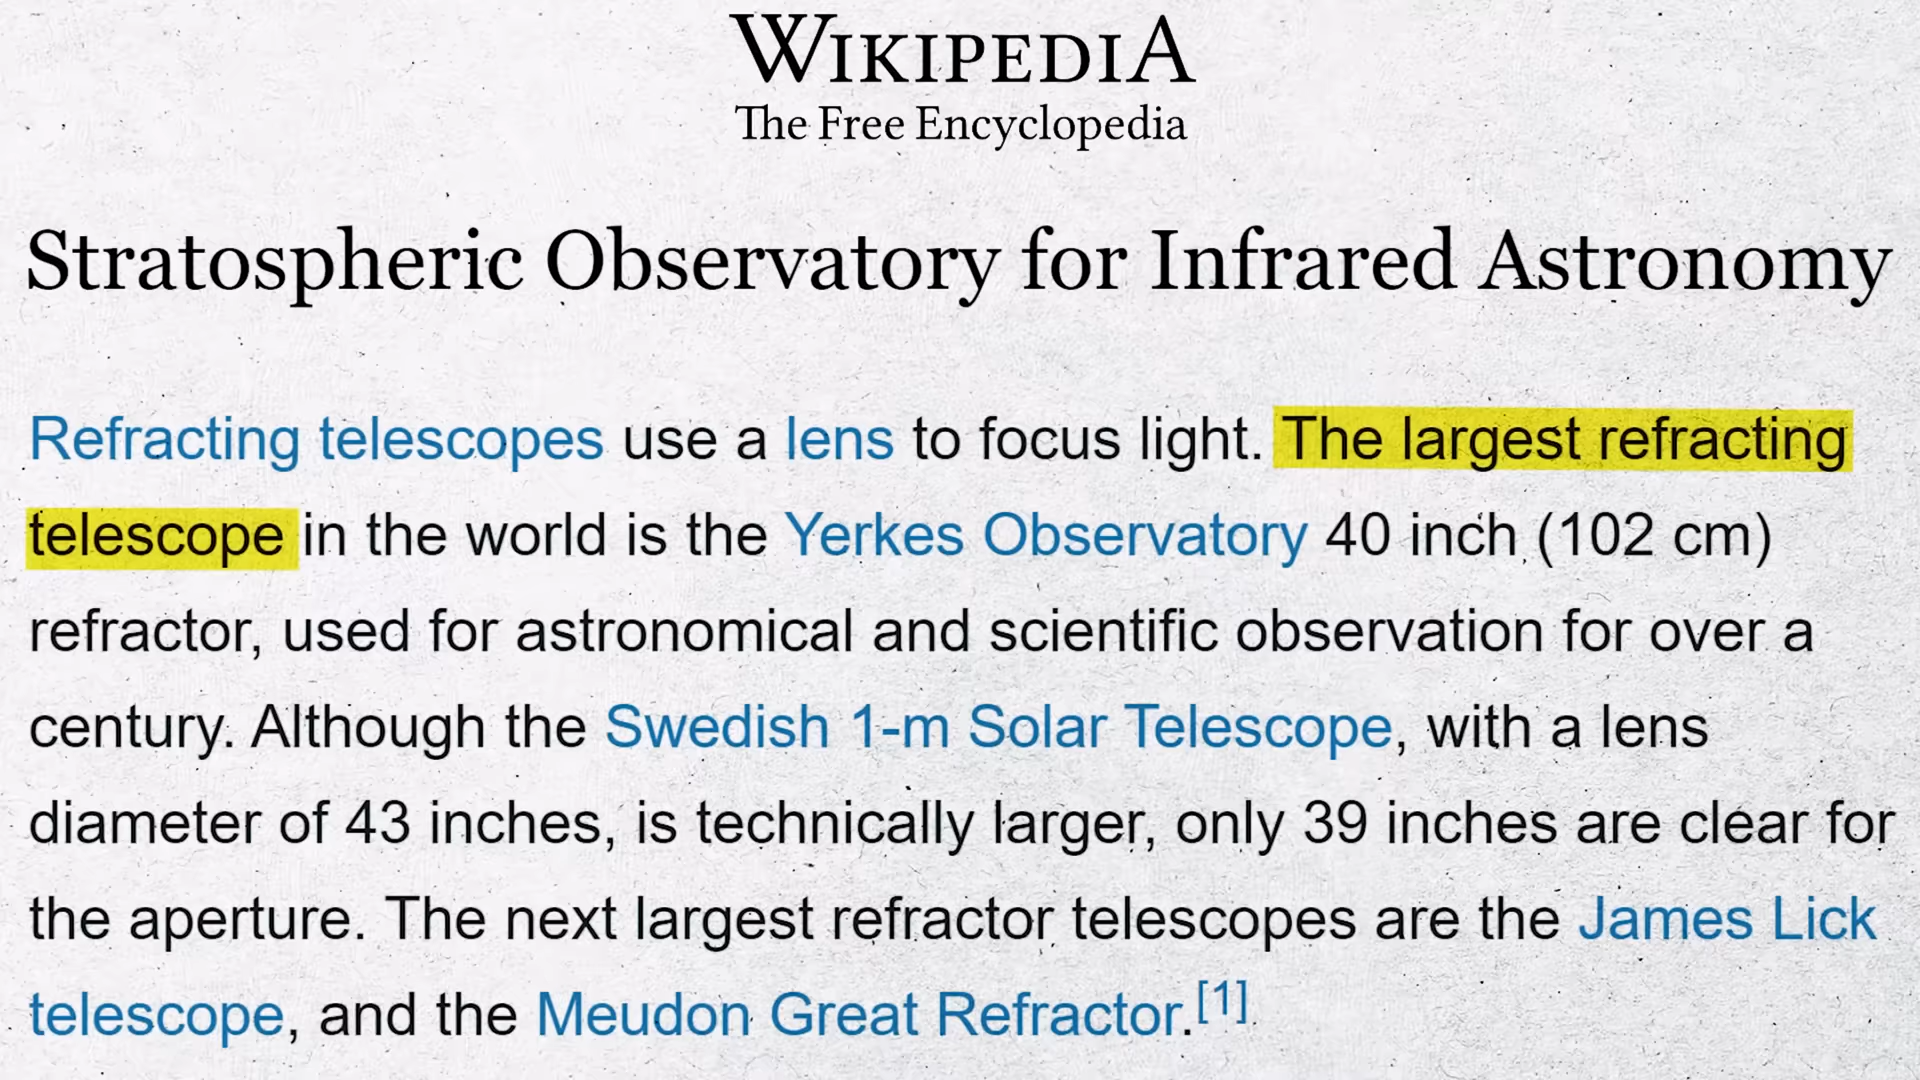 WIKIPEDIA
The Free Encyclopedia
Stratospheric Observatory for Infrared Astronomy
Refracting telescopes use a lens to focus light. The largest refracting
telescope in the world is the Yerkes Observatory 40 inch (102 cm)
refractor, used for astronomical and scientific observation for over a
century. Although the Swedish 1-m Solar Telescope, with a lens
diameter of 43 inches, is technically larger, only 39 inches are clear for
the aperture. The next largest refractor telescopes are the James Lick
telescope, and the Meudon Great Refractor.[1]